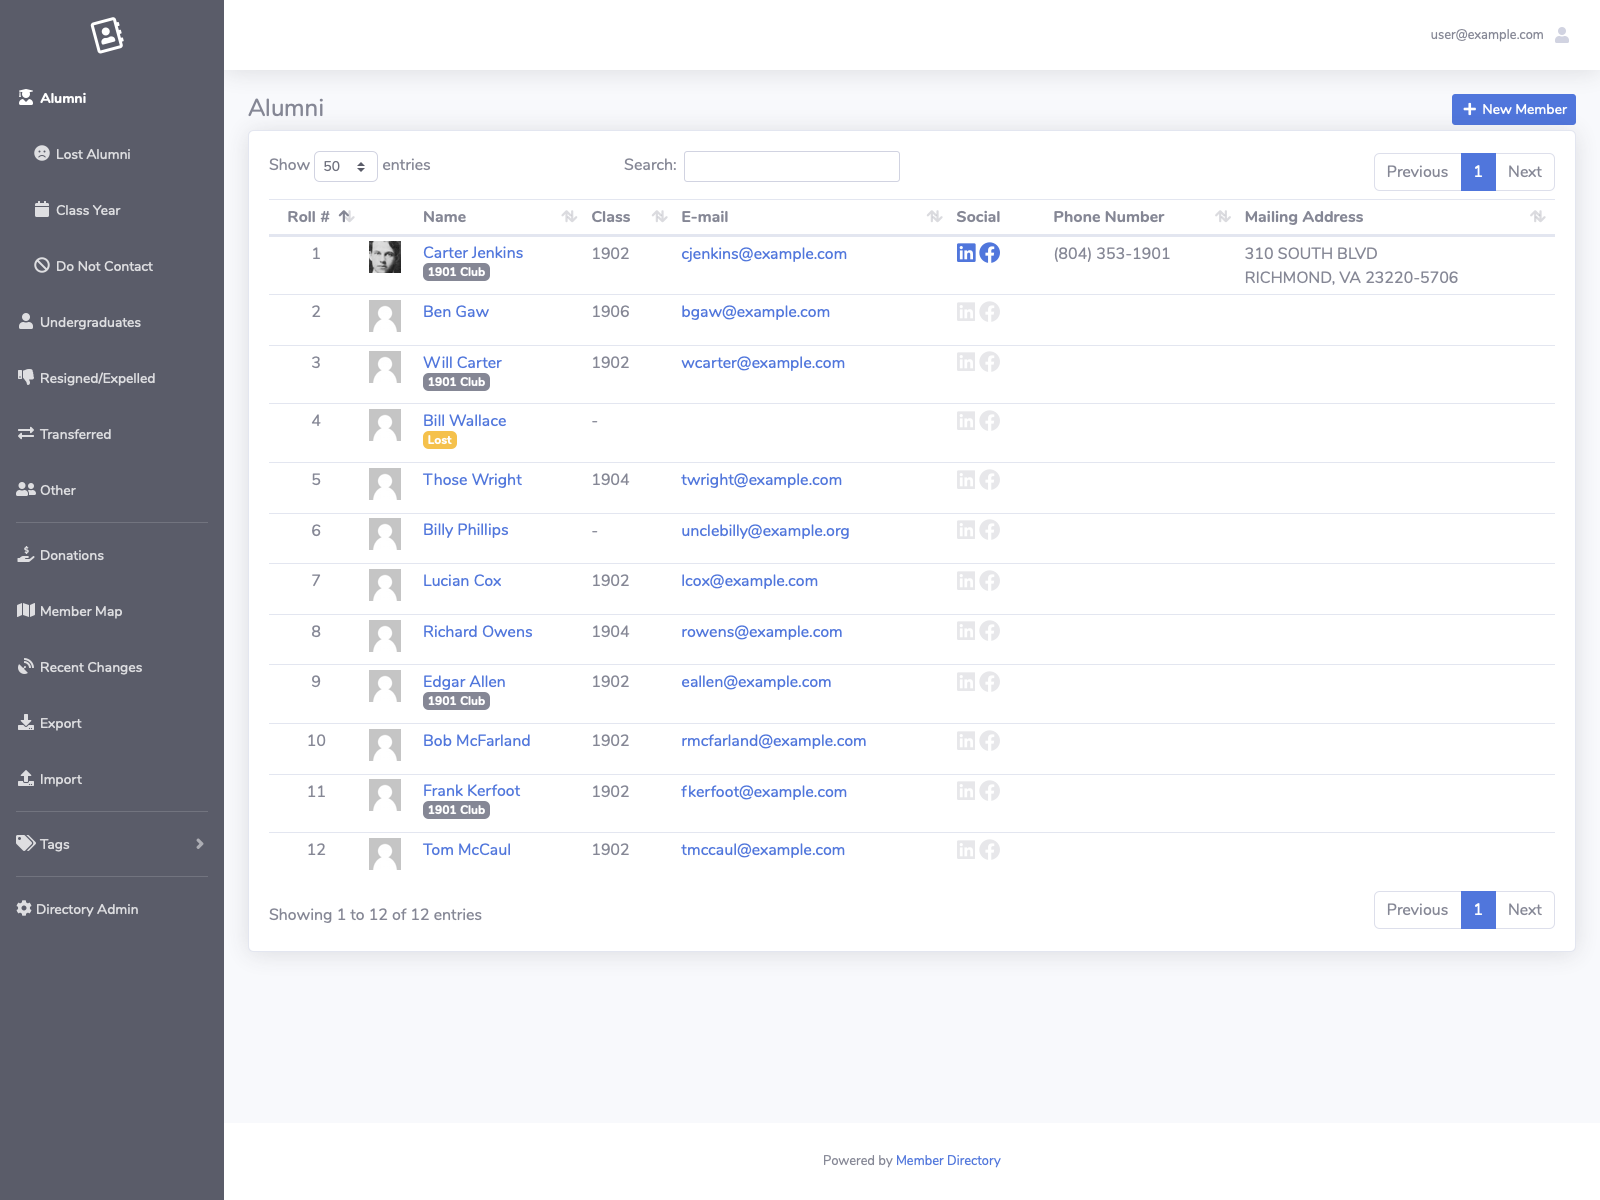 user@example.com
Alumni
Lost Alumni
Class Year
Do Not Contact
Undergraduates
Resigned/Expelled
Transferred
Other
Donations
Member Map
Recent Changes
Export
Import
Tags
Directory Admin
Alumni
New Member
Show 50 entries Search: Previous 1 Next
Roll # Name Class E-mail Social Phone Number Mailing Address
1 Carter Jenkins 1902 cjenkins@example.com (804) 353-1901 310 SOUTH BLVD
1901 Club RICHMOND, VA 23220-5706
2 Ben Gaw 1906 bgaw@example.com
3 Will Carter 1902 wcarter@example.com
1901 Club
4 Bill Wallace -
Lost
5 Those Wright 1904 twright@example.com
6 Billy Phillips - unclebilly@example.org
7 Lucian Cox 1902 lcox@example.com
8 Richard Owens 1904 rowens@example.com
9 Edgar Allen 1902 eallen@example.com
1901 Club
10 Bob McFarland 1902 rmcfarland@example.com
11 Frank Kerfoot 1902 fkerfoot@example.com
1901 Club
12 Tom McCaul 1902 tmccaul@example.com
Showing 1 to 12 of 12 entries Previous 1 Next
Powered by Member Directory